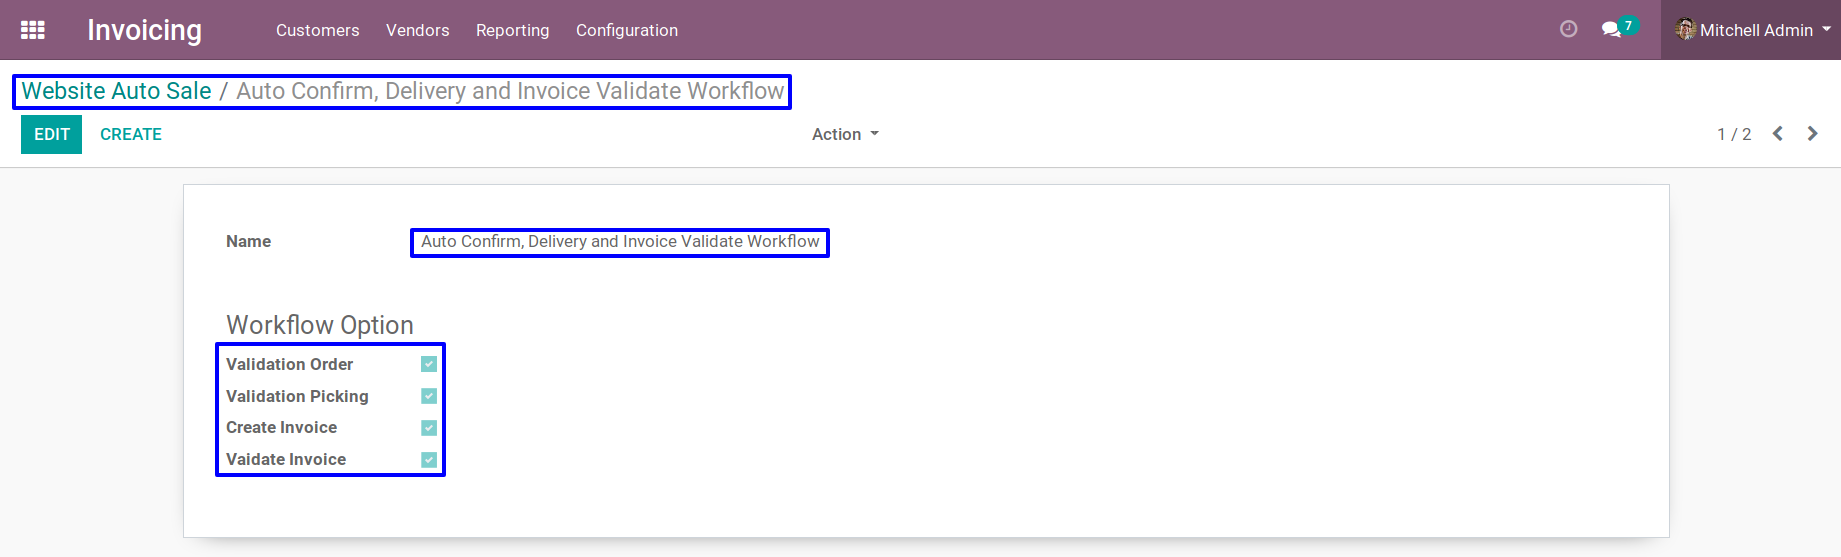 Invoicing Customers Vendors Reporting Configuration 7 Mitchell Admin
Website Auto Sale / Auto Confirm, Delivery and Invoice Validate Workflow
EDIT CREATE Action 1 / 2
Name Auto Confirm, Delivery and Invoice Validate Workflow
Workflow Option
Validation Order
Validation Picking
Create Invoice
Vaidate Invoice